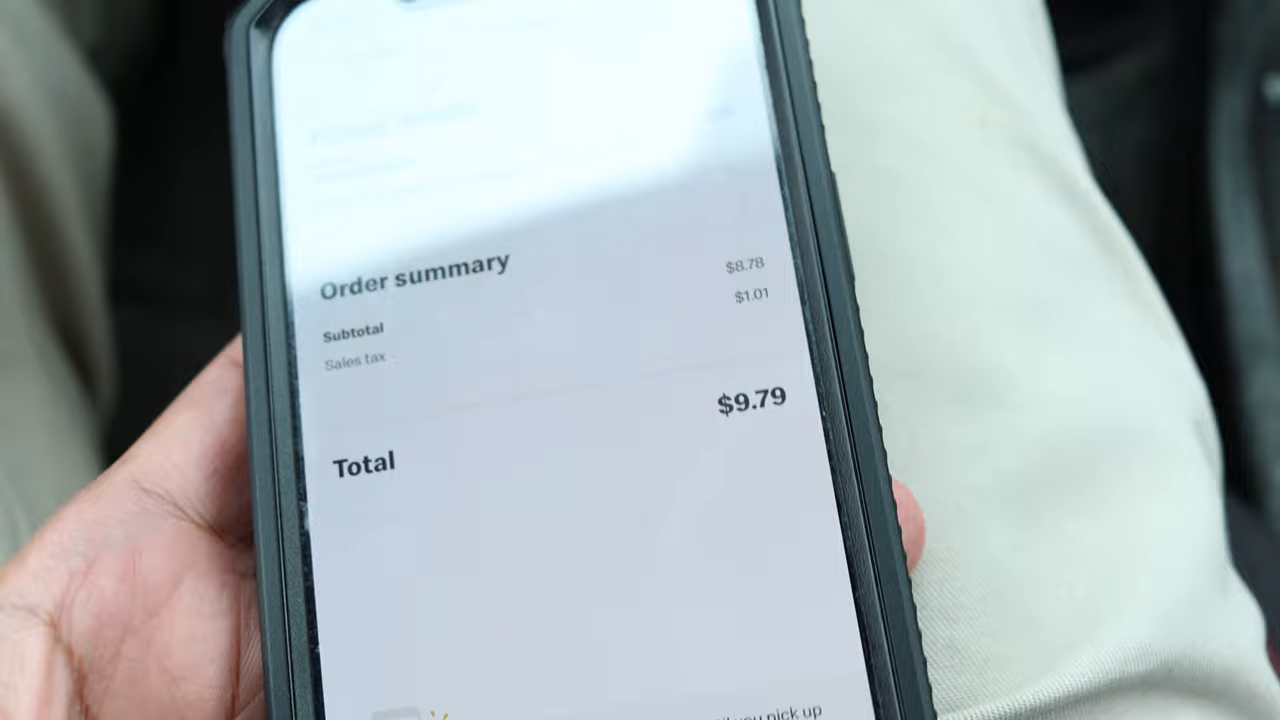 Order summary
Subtotal $8.78
Sales tax $1.01
Total $9.79
you pick up